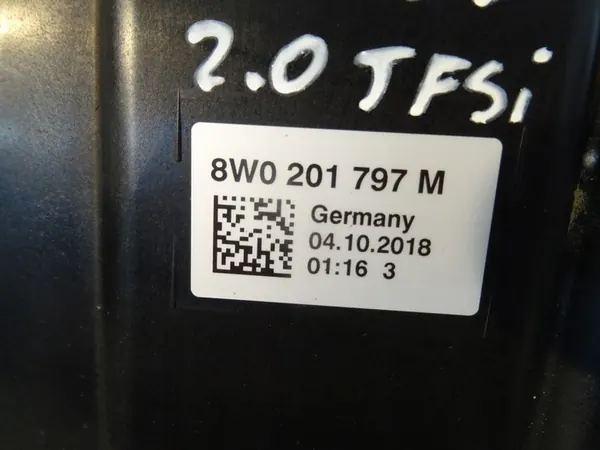 2.0 TFSi
8W0 201 797 M
Germany
04.10.2018
01:16 3